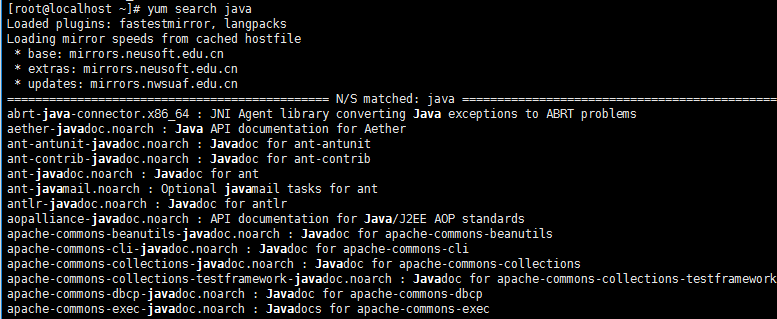 [root@localhost ~]# yum search java
Loaded plugins: fastestmirror, langpacks
Loading mirror speeds from cached hostfile
 * base: mirrors.neusoft.edu.cn
 * extras: mirrors.neusoft.edu.cn
 * updates: mirrors.nwsuaf.edu.cn
============================================== N/S matched: java =============================================
abrt-java-connector.x86_64 : JNI Agent library converting Java exceptions to ABRT problems
aether-javadoc.noarch : Java API documentation for Aether
ant-antunit-javadoc.noarch : Javadoc for ant-antunit
ant-contrib-javadoc.noarch : Javadoc for ant-contrib
ant-javadoc.noarch : Javadoc for ant
ant-javamail.noarch : Optional javamail tasks for ant
antlr-javadoc.noarch : Javadoc for antlr
aopalliance-javadoc.noarch : API documentation for Java/J2EE AOP standards
apache-commons-beanutils-javadoc.noarch : Javadoc for apache-commons-beanutils
apache-commons-cli-javadoc.noarch : Javadoc for apache-commons-cli
apache-commons-collections-javadoc.noarch : Javadoc for apache-commons-collections
apache-commons-collections-testframework-javadoc.noarch : Javadoc for apache-commons-collections-testframework
apache-commons-dbcp-javadoc.noarch : Javadoc for apache-commons-dbcp
apache-commons-exec-javadoc.noarch : Javadocs for apache-commons-exec